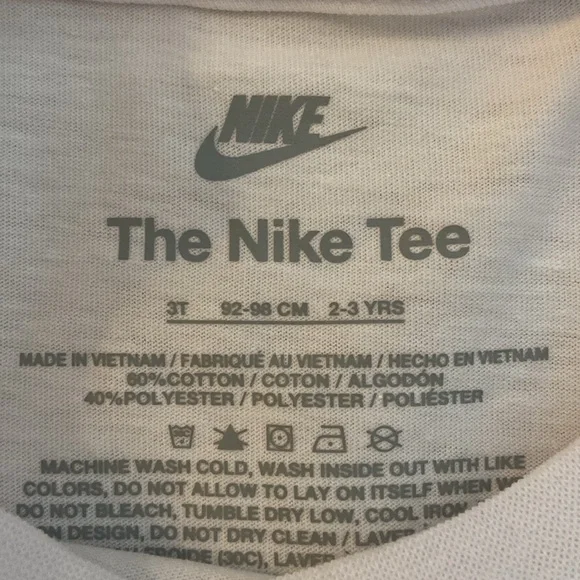 NIKE
The Nike Tee
3T 92-98 CM 2-3 YRS
MADE IN VIETNAM / FABRIQUÉ AU VIETNAM / HECHO EN VIETNAM
60%COTTON / COTON / ALGODÓN
40%POLYESTER / POLYESTER / POLIÉSTER
MACHINE WASH COLD, WASH INSIDE OUT WITH LIKE
COLORS, DO NOT ALLOW TO LAY ON ITSELF WHEN
DO NOT BLEACH, TUMBLE DRY LOW, COOL IRON
DESIGN, DO NOT DRY CLEAN /
(30C),